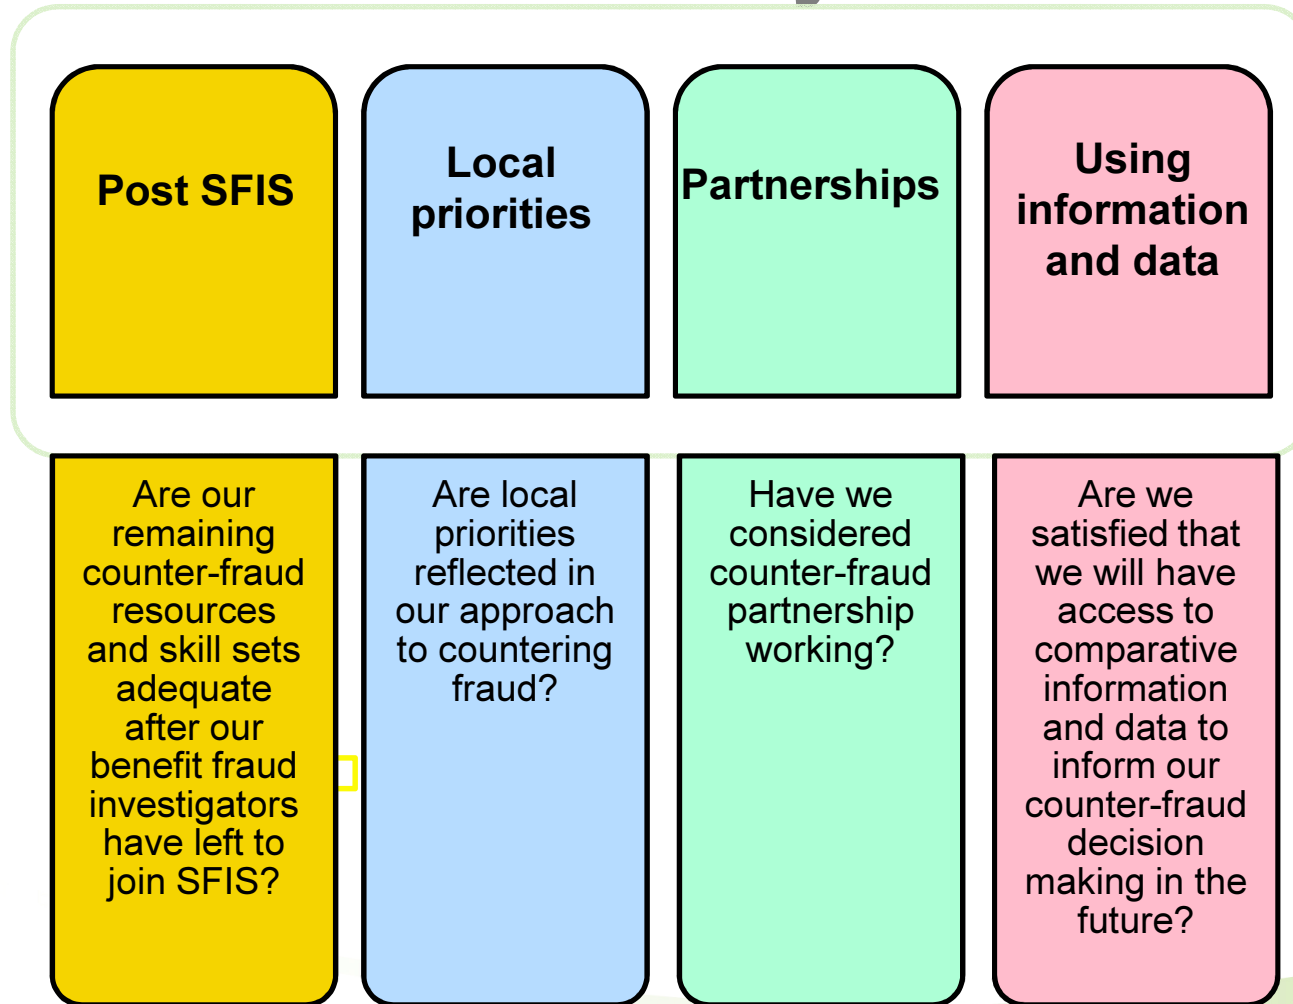 Post SFIS
Local
priorities
Partnerships
Using
information
and data
Are our
remaining
counter-fraud
resources
and skill sets
adequate
after our
benefit fraud
investigators
have left to
join SFIS?
Are local
priorities
reflected in
our approach
to countering
fraud?
Have we
considered
counter-fraud
partnership
working?
Are we
satisfied that
we will have
access to
comparative
information
and data to
inform our
counter-fraud
decision
making in the
future?